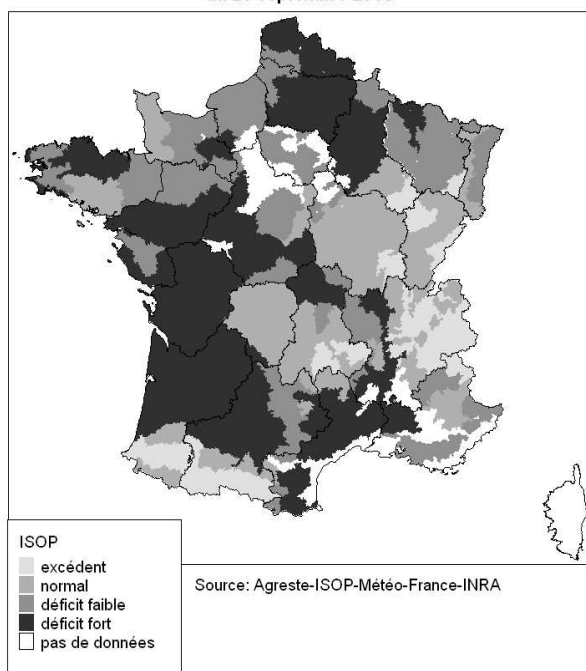 ISOP
excédent
normal
déficit faible
déficit fort
pas de données
Source: Agreste-ISOP-Météo-France-INRA